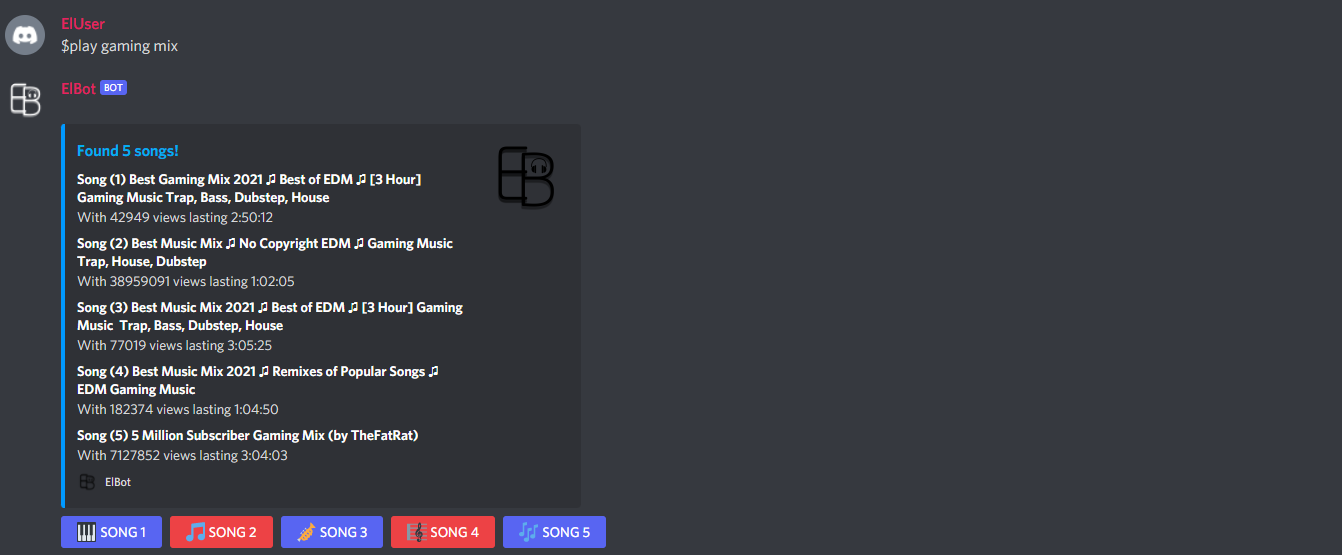 ElUser
$play gaming mix
ElBot BOT
Found 5 songs!
Song (1) Best Gaming Mix 2021 ♫ Best of EDM ♫ [3 Hour]
Gaming Music Trap, Bass, Dubstep, House
With 42949 views lasting 2:50:12
Song (2) Best Music Mix ♫ No Copyright EDM ♫ Gaming Music
Trap, House, Dubstep
With 38959091 views lasting 1:02:05
Song (3) Best Music Mix 2021 ♫ Best of EDM ♫ [3 Hour] Gaming
Music  Trap, Bass, Dubstep, House
With 77019 views lasting 3:05:25
Song (4) Best Music Mix 2021 ♫ Remixes of Popular Songs ♫
EDM Gaming Music
With 182374 views lasting 1:04:50
Song (5) 5 Million Subscriber Gaming Mix (by TheFatRat)
With 7127852 views lasting 3:04:03
ElBot
SONG 1 SONG 2 SONG 3 SONG 4 SONG 5